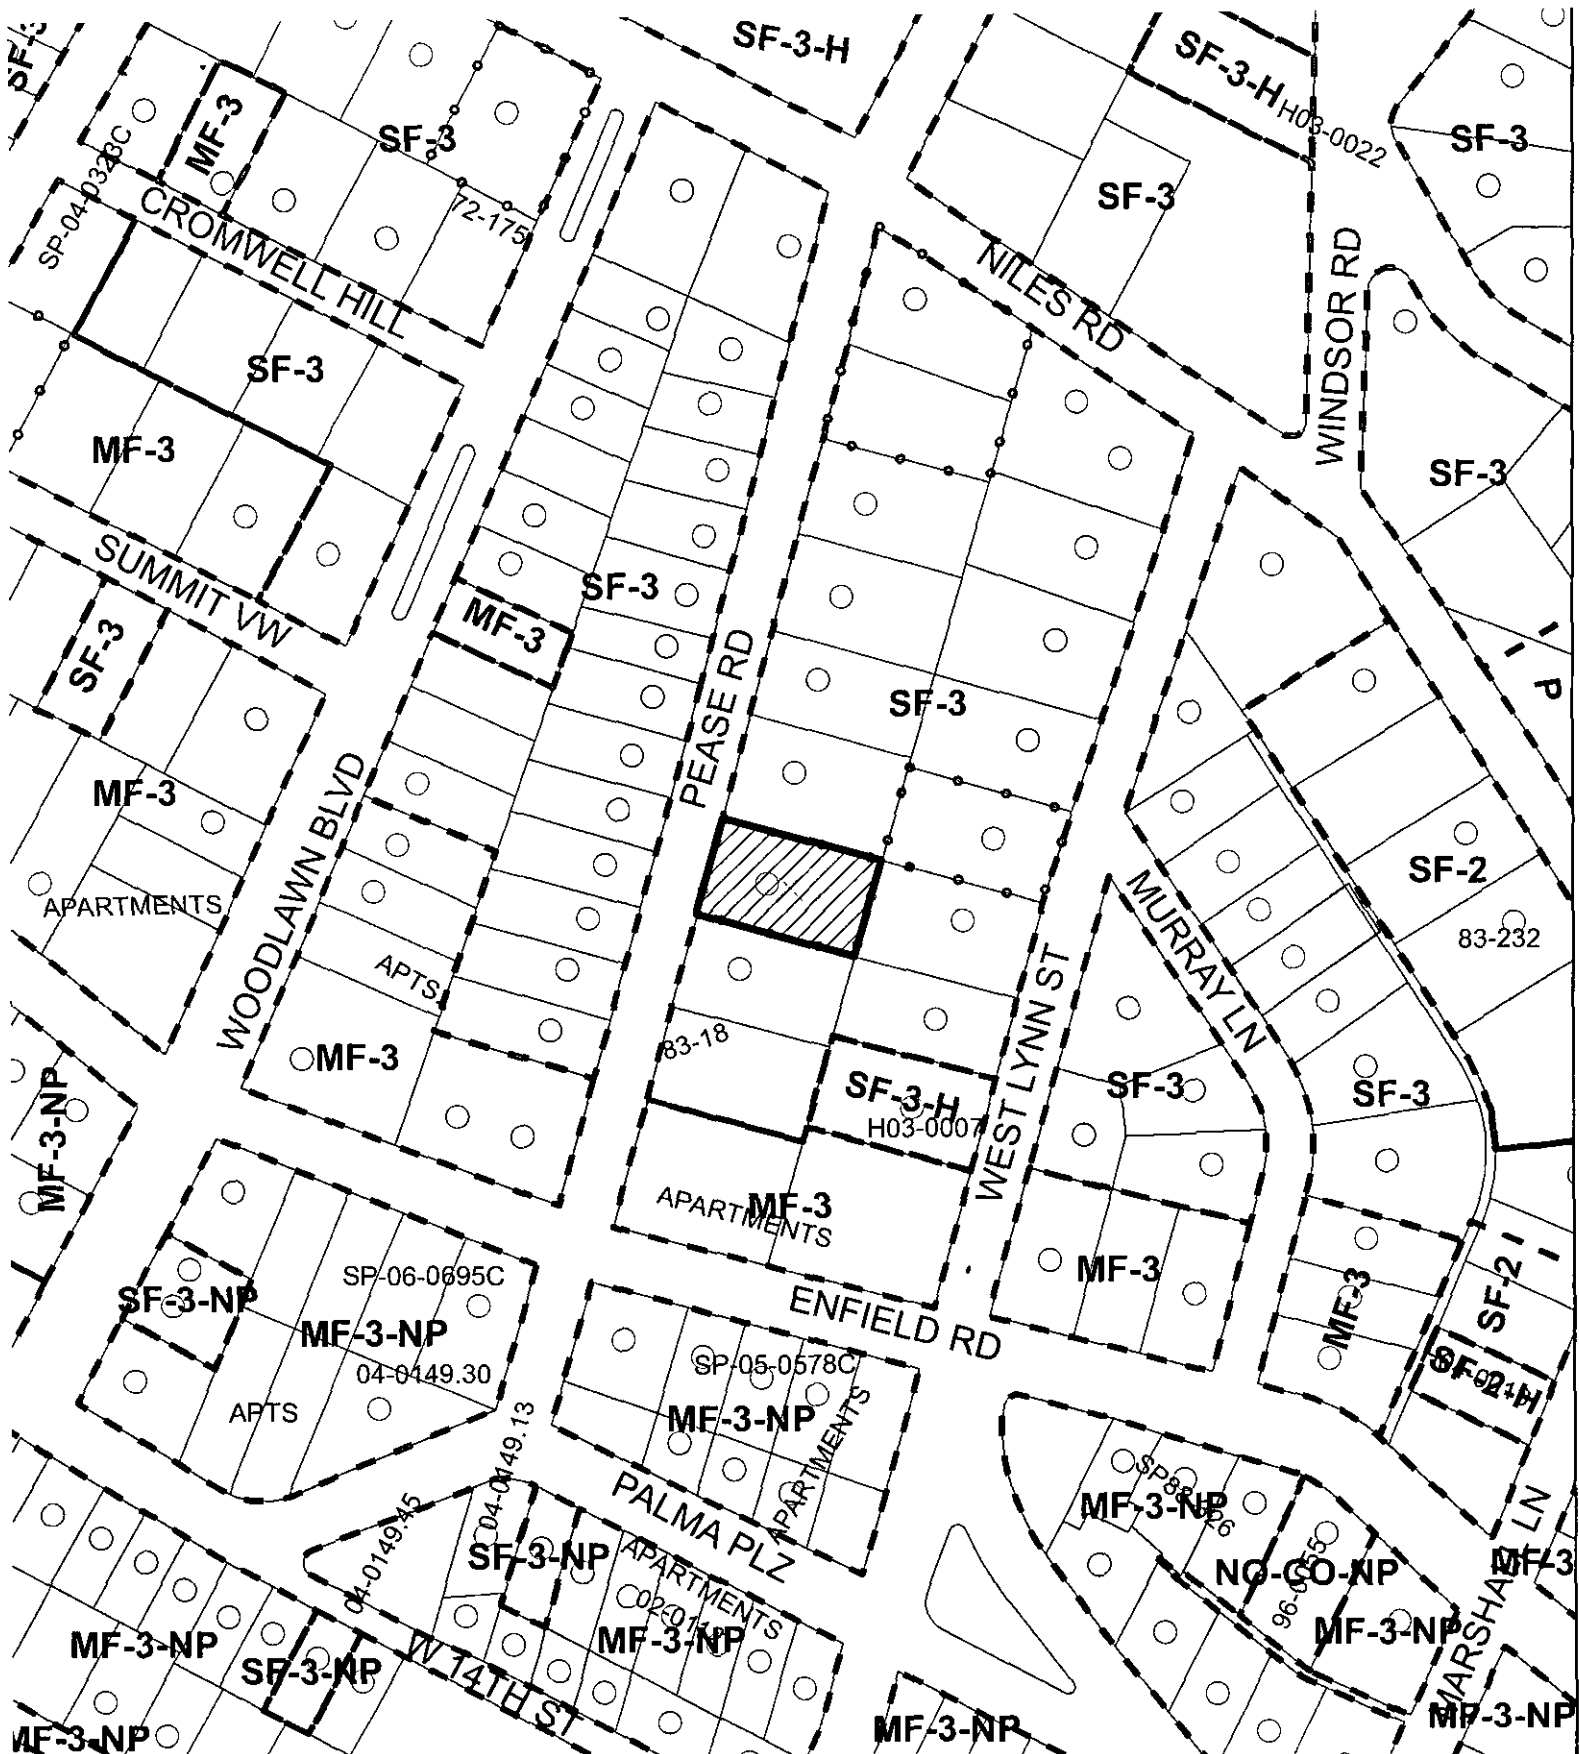 SF-3
SF-3-H
SF-3-H
H03-0022
SF-3
MF-3
SF-3
SP-04-0323C
72-175
SF-3
CROMWELL HILL
NILES RD
WINDSOR RD
SF-3
MF-3
SF-3
SUMMIT VW
SF-3
MF-3
SF-3
PEASE RD
SF-3
P
MF-3
WOODLAWN BLVD
APARTMENTS
SF-2
83-232
MURRAY LN
APTS
WEST LYNN ST
83-18
MF-3
SF-3-H
H03-0007
SF-3
SF-3
MF-3-NP
MF-3
APARTMENTS
MF-3
MF-3
SF-2
SP-06-0695C
SF-3-NP
MF-3-NP
04-0149.30
APTS
ENFIELD RD
SP-05-0578C
MF-3-NP
APARTMENTS
SF-2-H
04-0149.13
04-0149.45
PALMA PLZ
MF-3-NP
SF-3-NP
APARTMENTS
MF-3-NP
NO-CO-NP
MF-3-NP
MF-3
MARSHALL LN
MF-3-NP
SF-3-NP
W 14TH ST
MF-3-NP
MF-3-NP
MF-3-NP